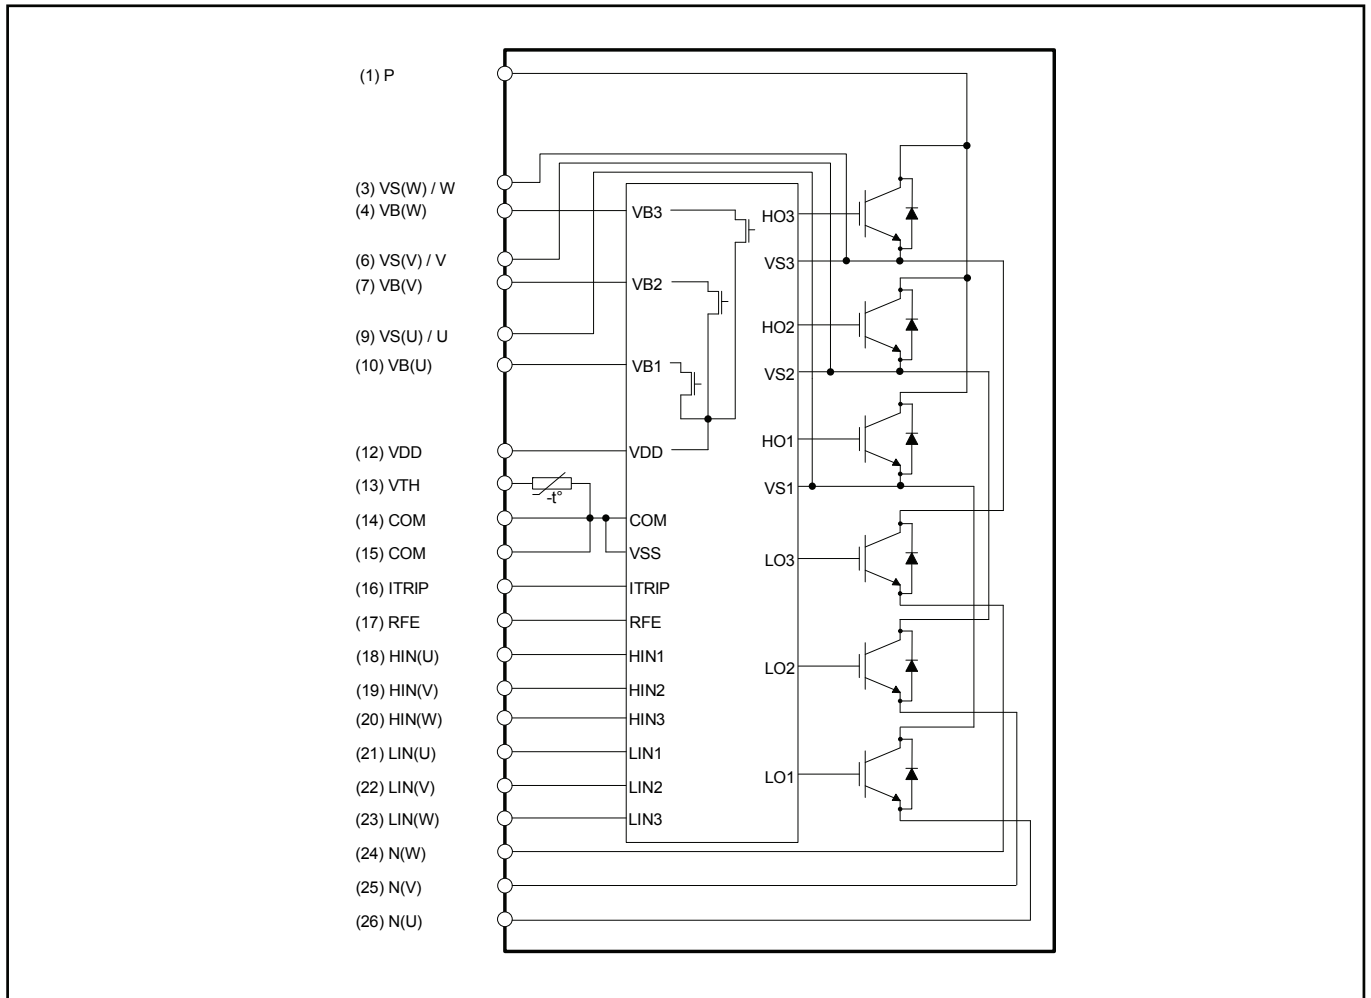 (1) P
(3) VS(W) / W
(4) VB(W)
(6) VS(V) / V
(7) VB(V)
(9) VS(U) / U
(10) VB(U)
(12) VDD
(13) VTH
(14) COM
(15) COM
(16) ITRIP
(17) RFE
(18) HIN(U)
(19) HIN(V)
(20) HIN(W)
(21) LIN(U)
(22) LIN(V)
(23) LIN(W)
(24) N(W)
(25) N(V)
(26) N(U)
-t°
VB3
VB2
VB1
VDD
COM
VSS
ITRIP
RFE
HIN1
HIN2
HIN3
LIN1
LIN2
LIN3
HO3
VS3
HO2
VS2
HO1
VS1
LO3
LO2
LO1